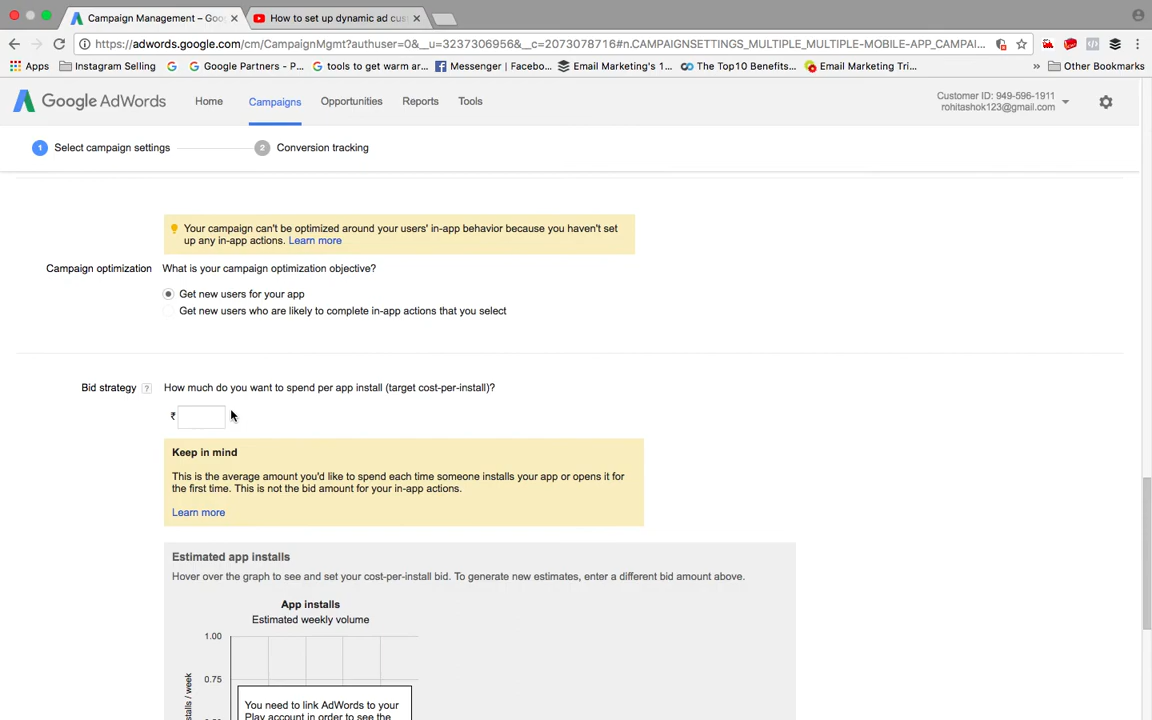 Campaign Management – Goo
How to set up dynamic ad cus
https://adwords.google.com/cm/CampaignMgmt?authuser=0&__u=3237306956&__c=2073078716#n.CAMPAIGNSETTINGS_MULTIPLE_MULTIPLE-MOBILE-APP_CAMPAI...
Apps Instagram Selling Google Partners - P... tools to get warm ar... Messenger | Facebo... Email Marketing's 1... The Top10 Benefits... Email Marketing Tri... » Other Bookmarks
Google AdWords Home Campaigns Opportunities Reports Tools
Customer ID: 949-596-1911
rohitashok123@gmail.com
1 Select campaign settings 2 Conversion tracking
Your campaign can't be optimized around your users' in-app behavior because you haven't set
up any in-app actions. Learn more
Campaign optimization What is your campaign optimization objective?
Get new users for your app
Get new users who are likely to complete in-app actions that you select
Bid strategy ? How much do you want to spend per app install (target cost-per-install)?
₹
Keep in mind
This is the average amount you'd like to spend each time someone installs your app or opens it for
the first time. This is not the bid amount for your in-app actions.
Learn more
Estimated app installs
Hover over the graph to see and set your cost-per-install bid. To generate new estimates, enter a different bid amount above.
App installs
Estimated weekly volume
1.00
0.75
You need to link AdWords to your
Play account in order to see the